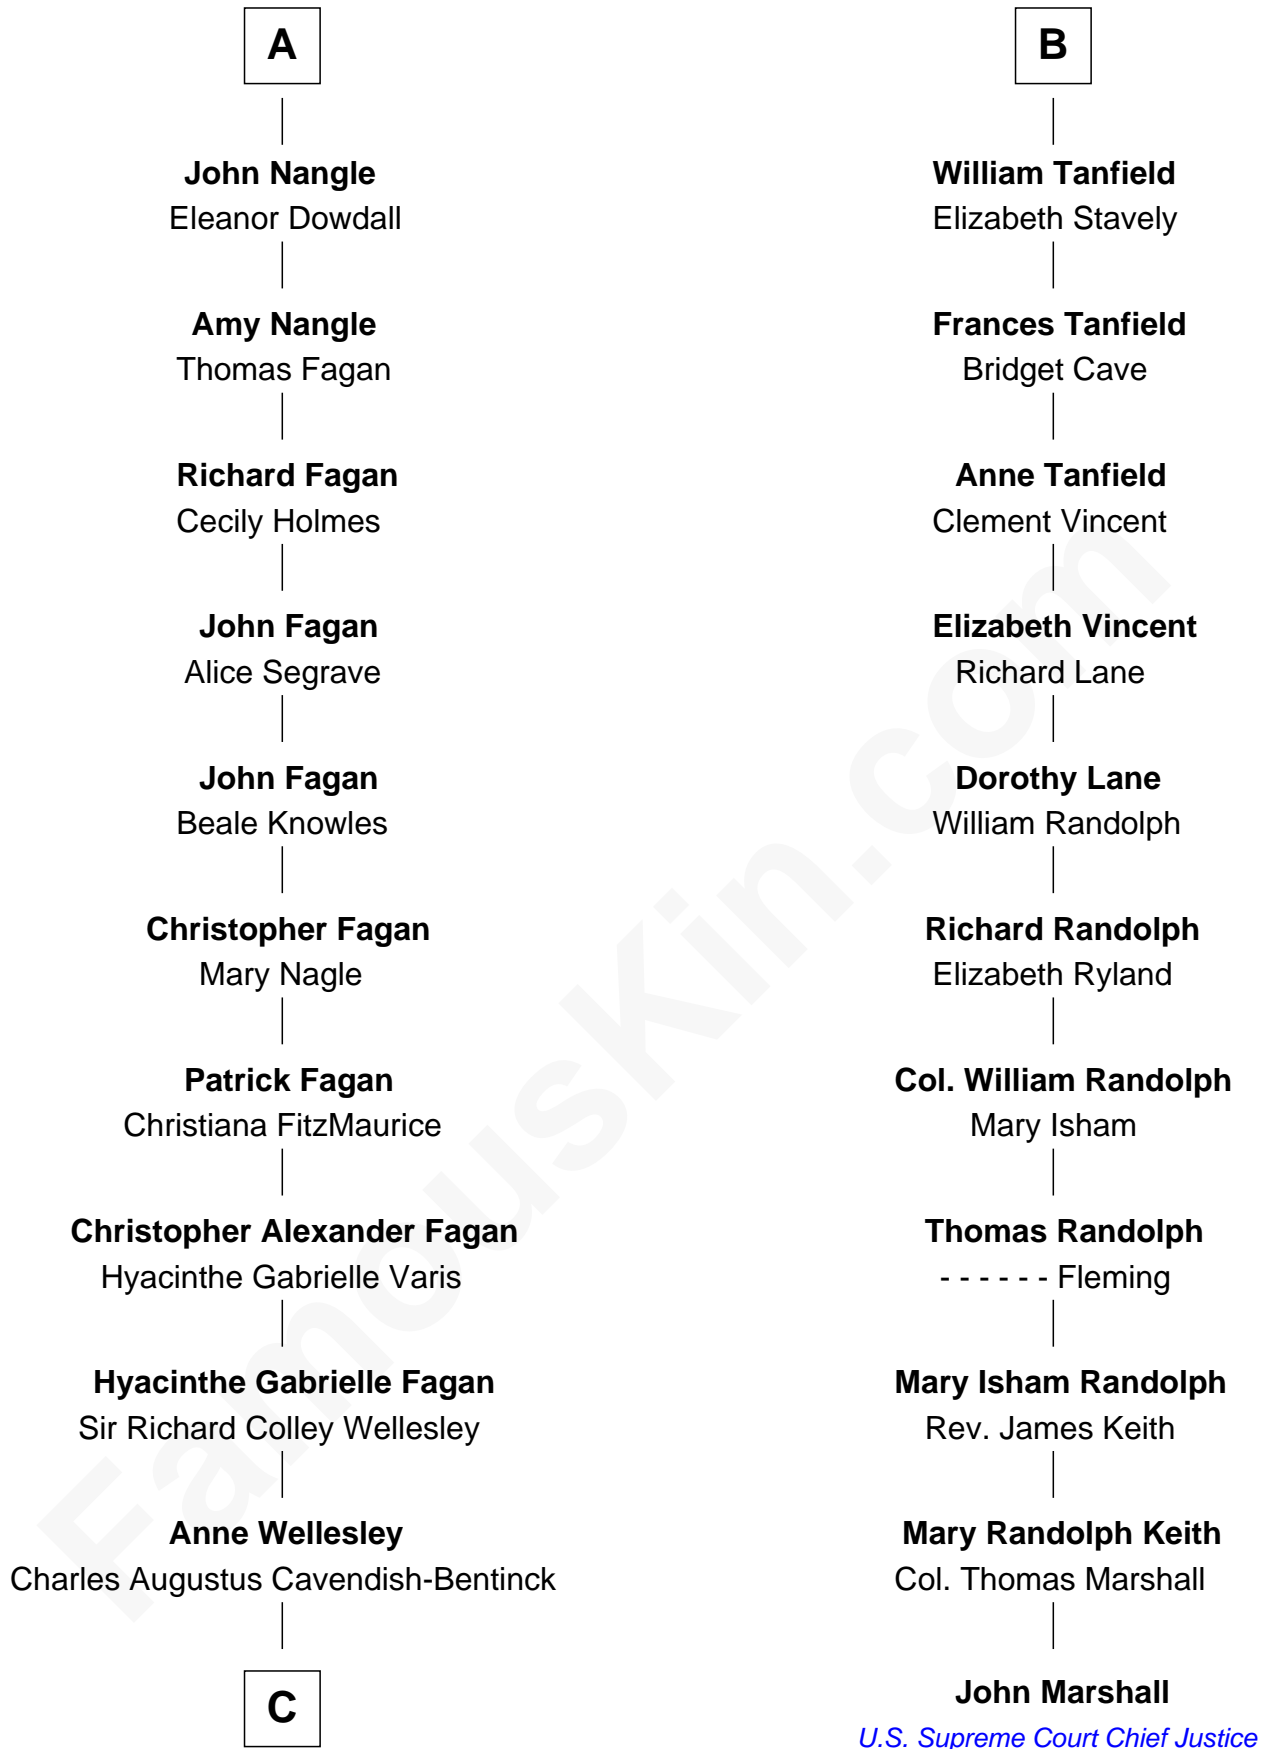 A
John Nangle
Eleanor Dowdall
Amy Nangle
Thomas Fagan
Richard Fagan
Cecily Holmes
John Fagan
Alice Segrave
John Fagan
Beale Knowles
Christopher Fagan
Mary Nagle
Patrick Fagan
Christiana FitzMaurice
Christopher Alexander Fagan
Hyacinthe Gabrielle Varis
Hyacinthe Gabrielle Fagan
Sir Richard Colley Wellesley
Anne Wellesley
Charles Augustus Cavendish-Bentinck
C
B
William Tanfield
Elizabeth Stavely
Frances Tanfield
Bridget Cave
Anne Tanfield
Clement Vincent
Elizabeth Vincent
Richard Lane
Dorothy Lane
William Randolph
Richard Randolph
Elizabeth Ryland
Col. William Randolph
Mary Isham
Thomas Randolph
- - - - - - Fleming
Mary Isham Randolph
Rev. James Keith
Mary Randolph Keith
Col. Thomas Marshall
John Marshall
U.S. Supreme Court Chief Justice
FamousKin.com